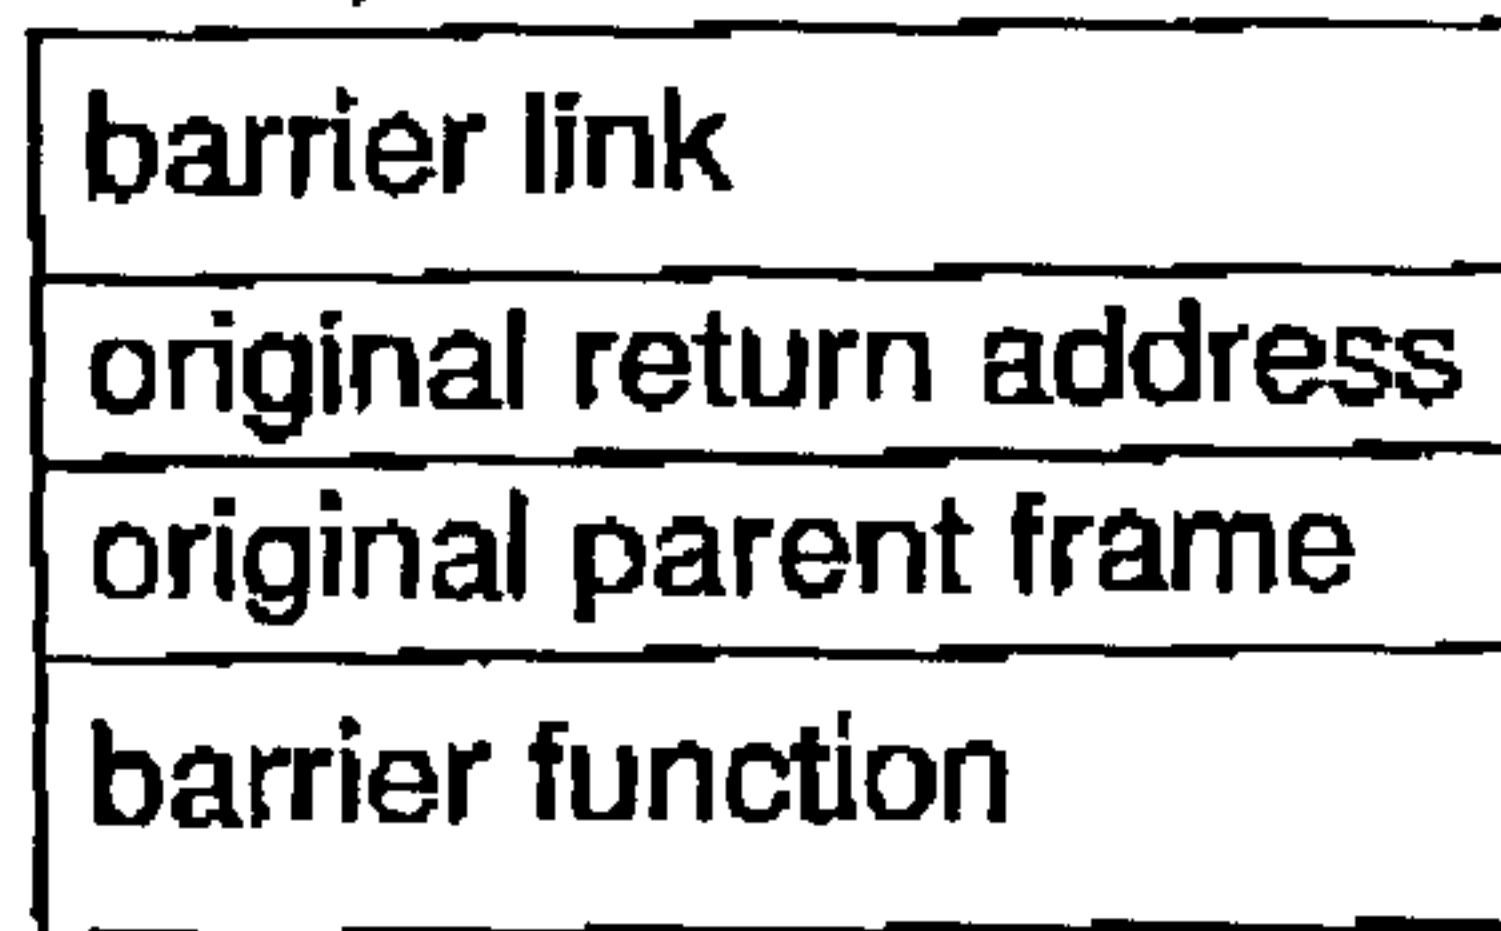 barrier link
original return address
original parent frame
barrier function